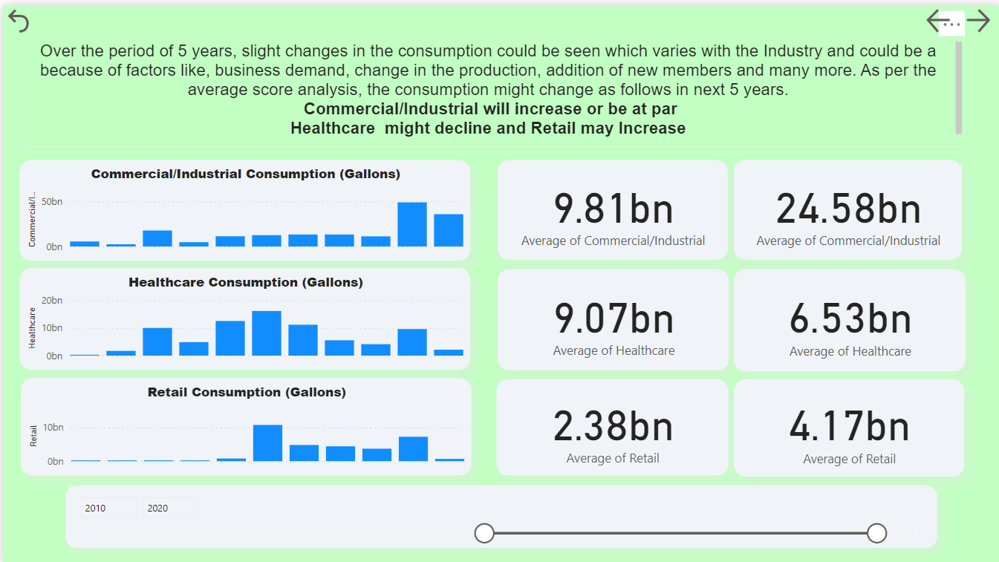 Over the period of 5 years, slight changes in the consumption could be seen which varies with the Industry and could be a
because of factors like, business demand, change in the production, addition of new members and many more. As per the
average score analysis, the consumption might change as follows in next 5 years.
Commercial/Industrial will increase or be at par
Healthcare  might decline and Retail may Increase
Commercial/Industrial Consumption (Gallons)
Commercial/I...
50bn
0bn
9.81bn
Average of Commercial/Industrial
24.58bn
Average of Commercial/Industrial
Healthcare Consumption (Gallons)
Healthcare
20bn
10bn
0bn
9.07bn
Average of Healthcare
6.53bn
Average of Healthcare
Retail Consumption (Gallons)
Retail
10bn
0bn
2.38bn
Average of Retail
4.17bn
Average of Retail
2010
2020